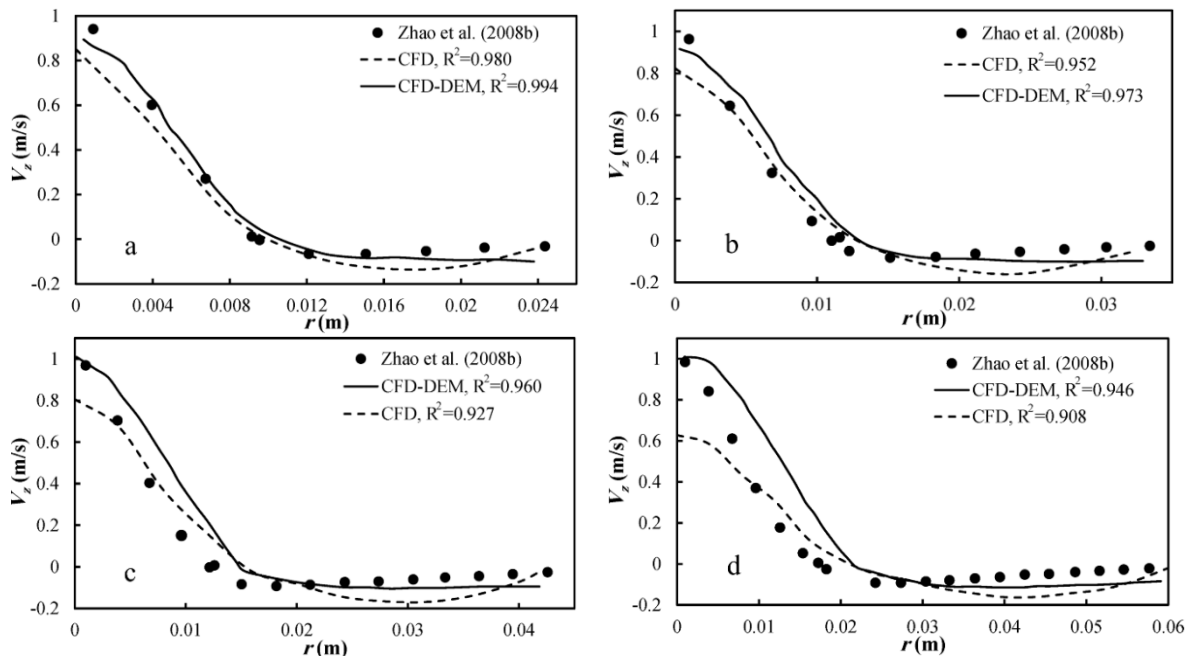 1
0.8
0.6
0.4
0.2
0
-0.2
V_z (m/s)
Zhao et al. (2008b)
CFD, R²=0.980
CFD-DEM, R²=0.994
a
0 0.004 0.008 0.012 0.016 0.02 0.024
r (m)
1
0.8
0.6
0.4
0.2
0
-0.2
V_z (m/s)
Zhao et al. (2008b)
CFD, R²=0.952
CFD-DEM, R²=0.973
b
0 0.01 0.02 0.03
r (m)
1
0.8
0.6
0.4
0.2
0
-0.2
V_z (m/s)
Zhao et al. (2008b)
CFD-DEM, R²=0.960
CFD, R²=0.927
c
0 0.01 0.02 0.03 0.04
r (m)
1
0.8
0.6
0.4
0.2
0
-0.2
V_z (m/s)
Zhao et al. (2008b)
CFD-DEM, R²=0.946
CFD, R²=0.908
d
0 0.01 0.02 0.03 0.04 0.05 0.06
r (m)